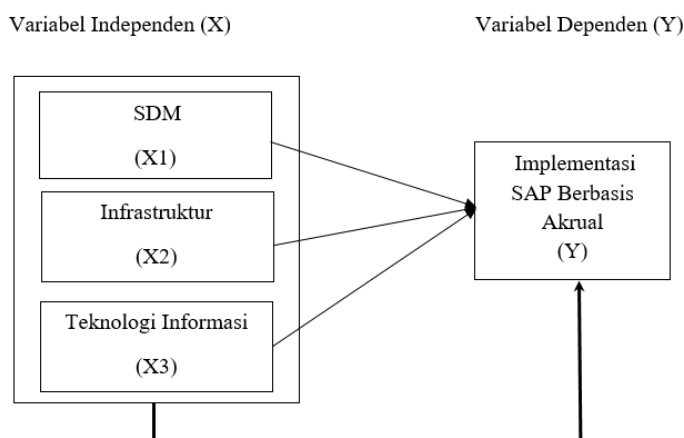 Variabel Independen (X)
Variabel Dependen (Y)
SDM
(X1)
Infrastruktur
(X2)
Teknologi Informasi
(X3)
Implementasi
SAP Berbasis
Akrual
(Y)